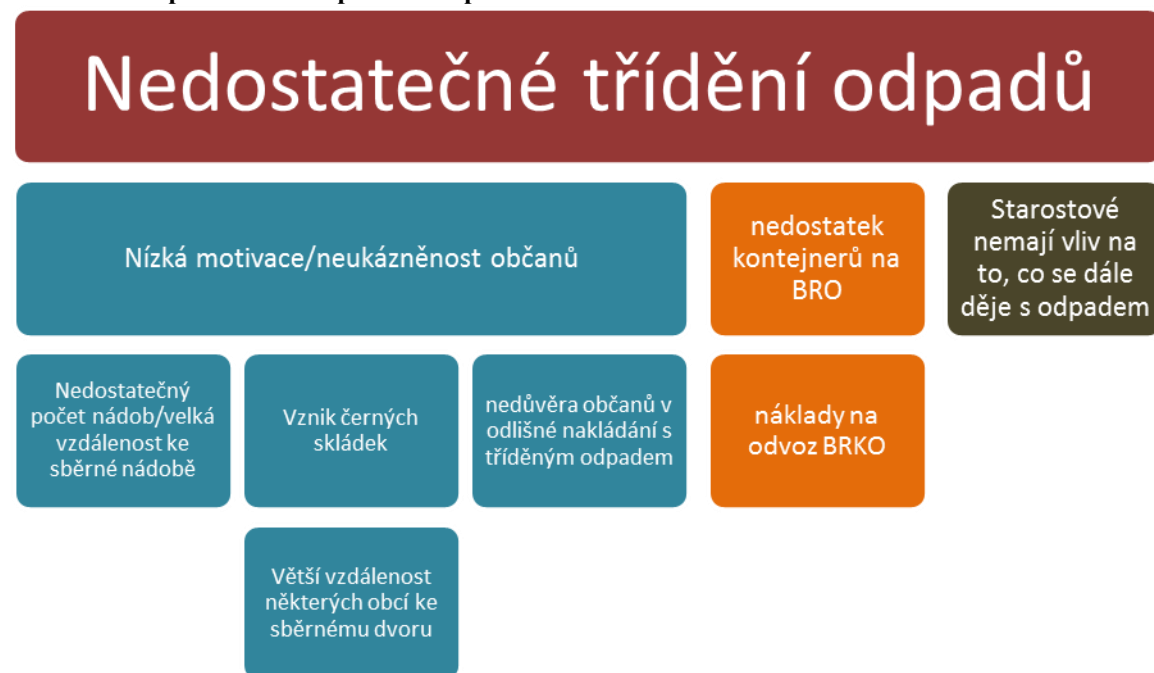 Nedostatečné třídění odpadů
Nízká motivace/neukázněnost občanů
nedostatek
kontejnerů na
BRO
Starostové
nemají vliv na
to, co se dále
děje s odpadem
Nedostatečný
počet nádob/velká
vzdálenost ke
sběrné nádobě
Vznik černých
skládek
nedůvěra občanů v
odlišné nakládání s
tříděným odpadem
náklady na
odvoz BRKO
Větší vzdálenost
některých obcí ke
sběrnému dvoru